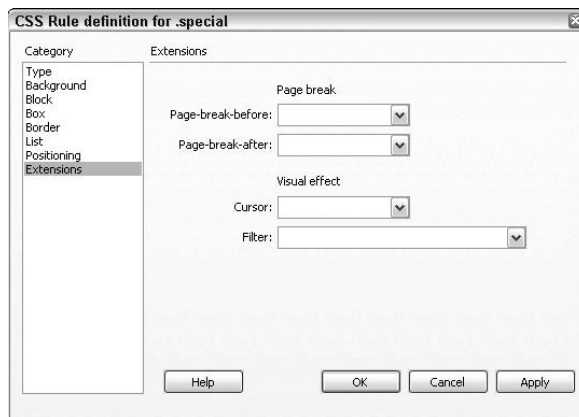 CSS Rule definition for .special
Category
Extensions
Type
Background
Block
Box
Border
List
Positioning
Extensions
Page break
Page-break-before:
Page-break-after:
Visual effect
Cursor:
Filter:
Help
OK
Cancel
Apply